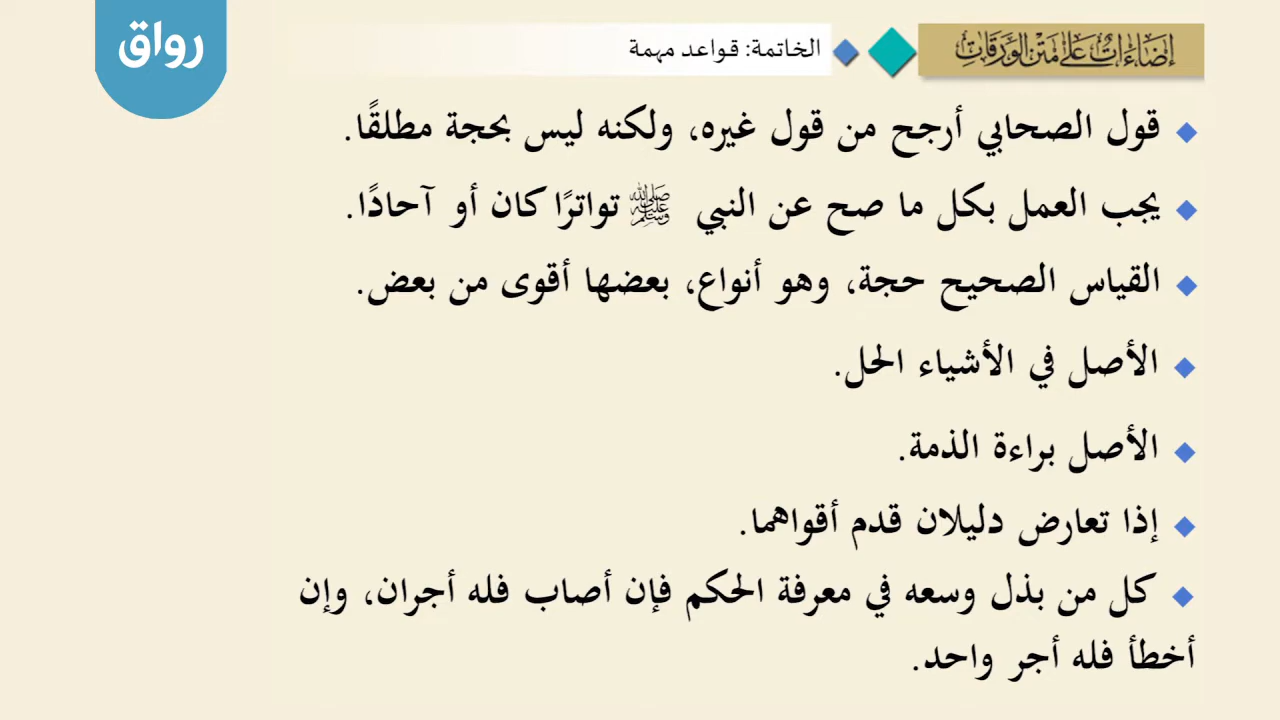 رواق
إضاءات على متن الورقات
الخاتمة: قواعد مهمة
قول الصحابي أرجح من قول غيره، ولكنه ليس بحجة مطلقًا.
يجب العمل بكل ما صح عن النبي ﷺ تواترًا كان أو آحادًا.
القياس الصحيح حجة، وهو أنواع، بعضها أقوى من بعض.
الأصل في الأشياء الحل.
الأصل براءة الذمة.
إذا تعارض دليلان قدم أقواهما.
كل من بذل وسعه في معرفة الحكم فإن أصاب فله أجران، وإن
أخطأ فله أجر واحد.